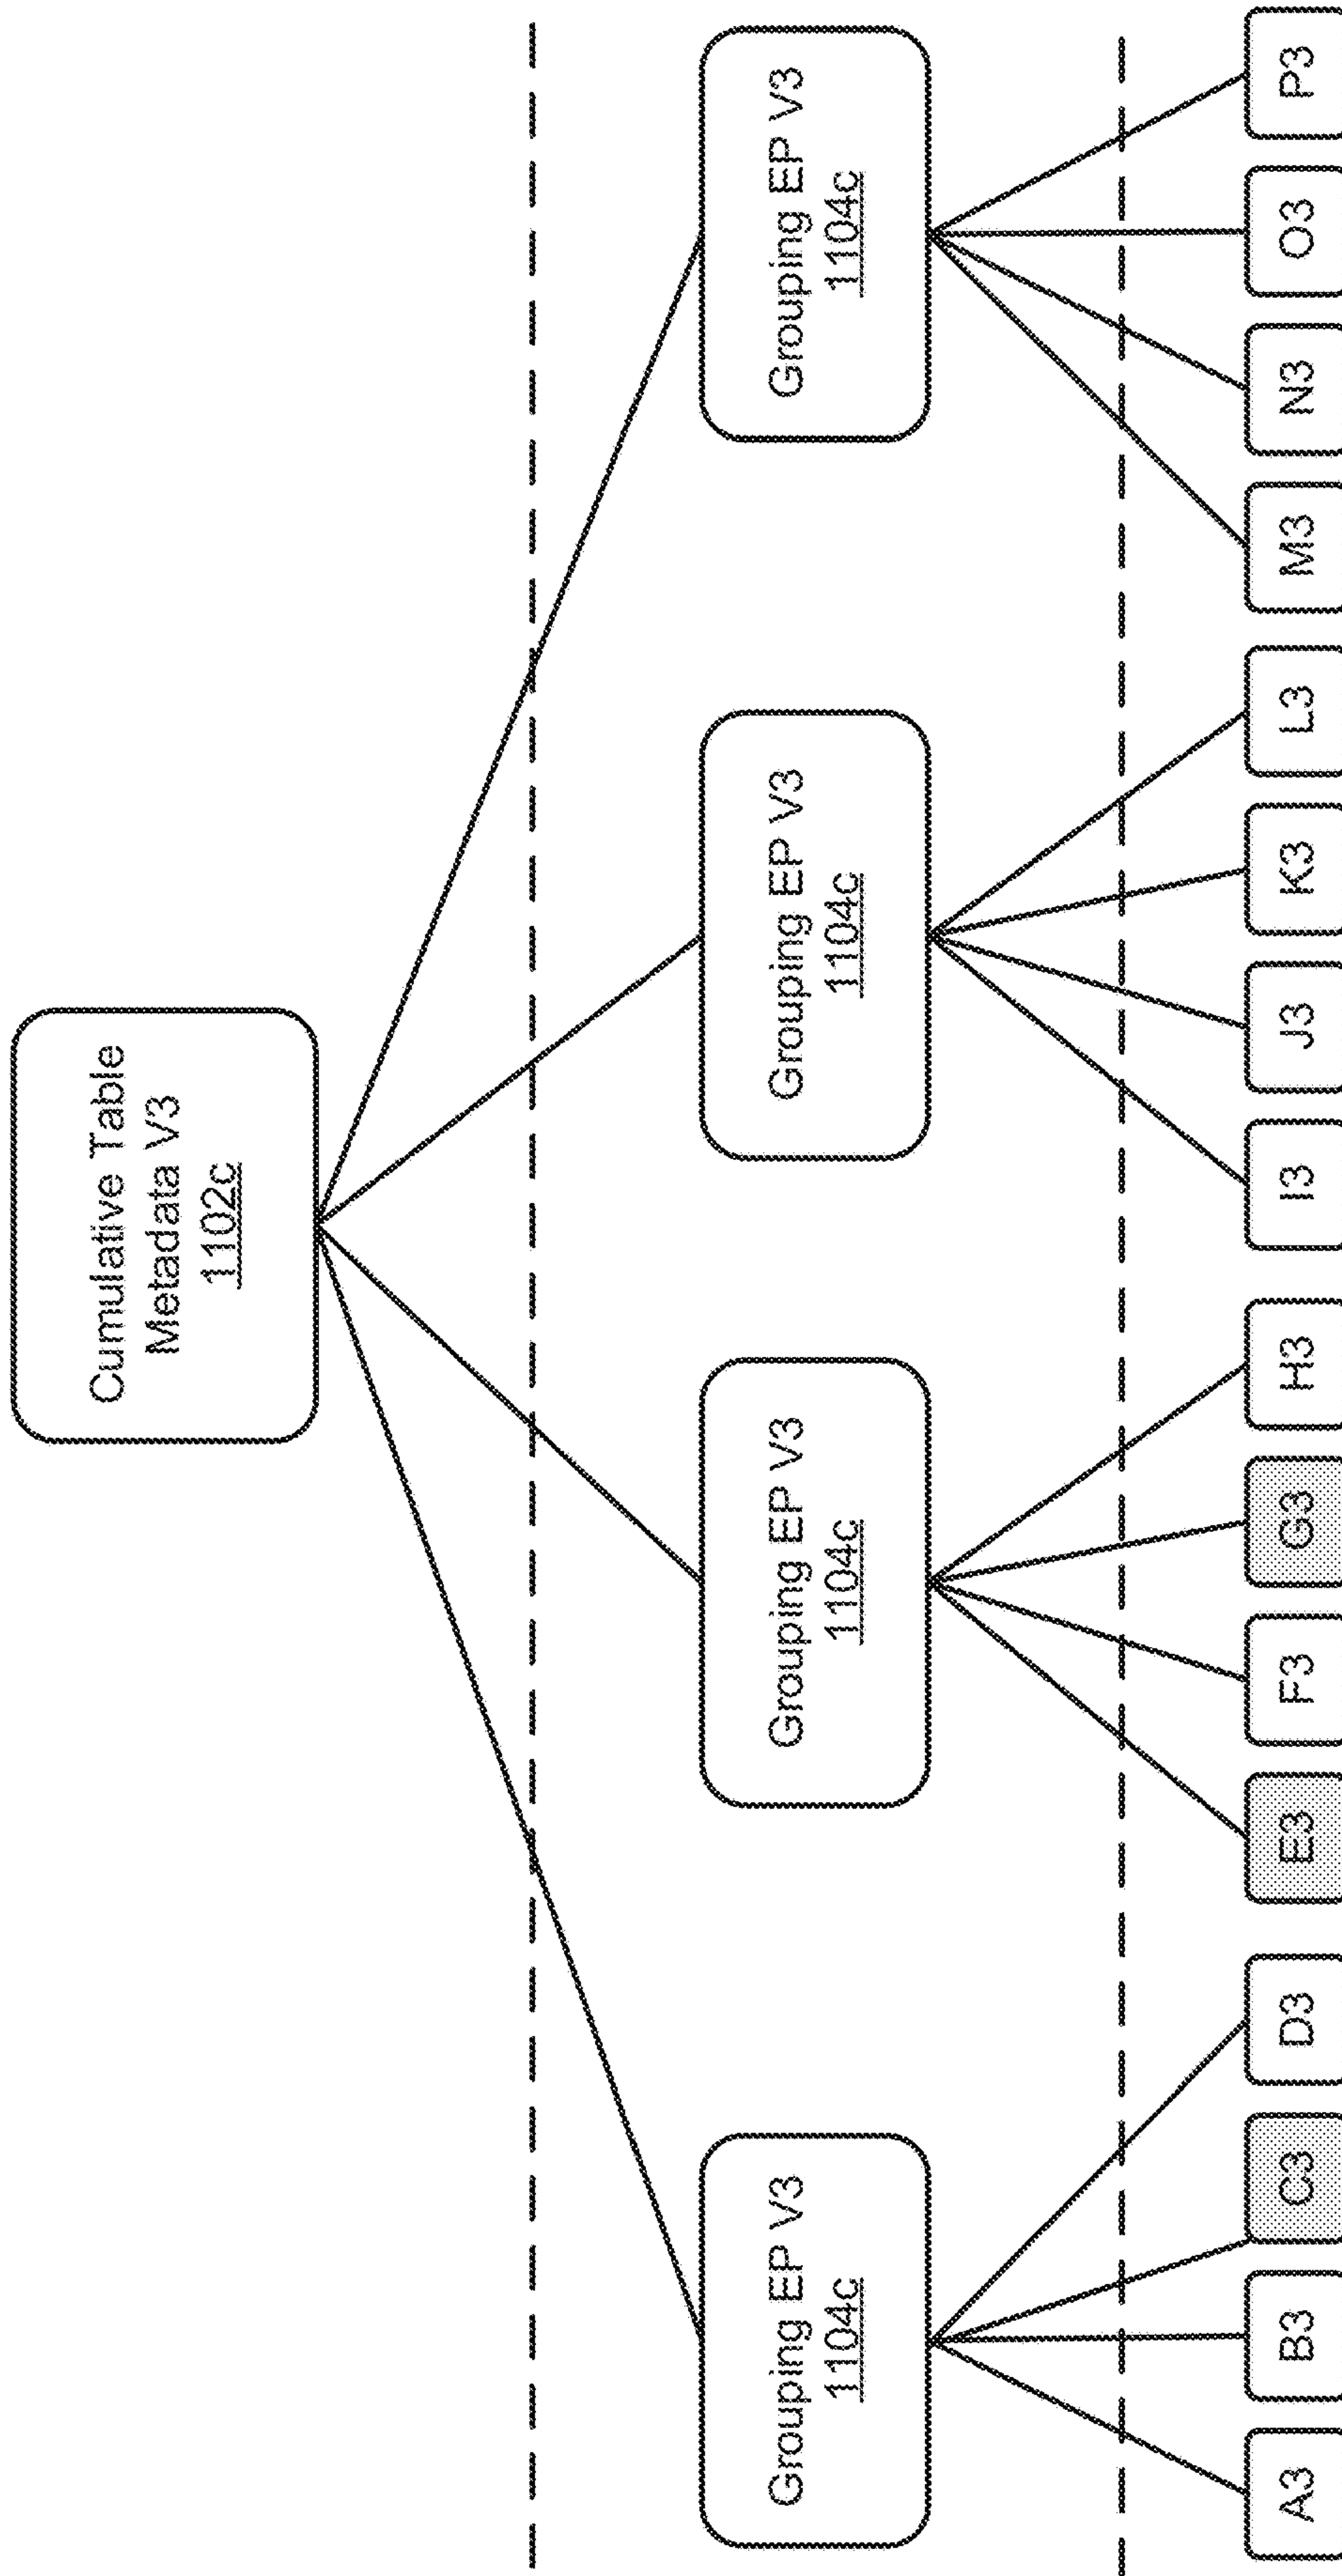 Cumulative Table
Metadata V3
1102c
Grouping EP V3
1104c
Grouping EP V3
1104c
Grouping EP V3
1104c
Grouping EP V3
1104c
A3
B3
C3
D3
E3
F3
G3
H3
I3
J3
K3
L3
M3
N3
O3
P3